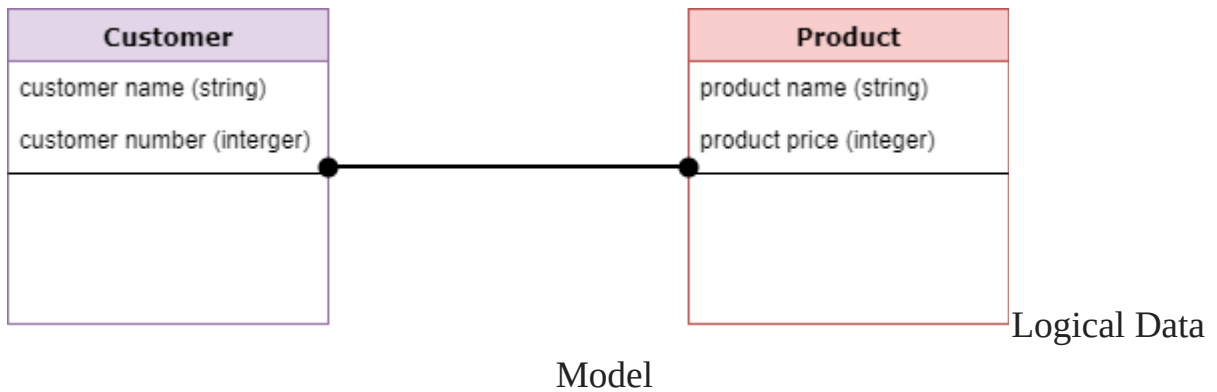 Customer
customer name (string)
customer number (interger)
Product
product name (string)
product price (integer)
Logical Data
Model